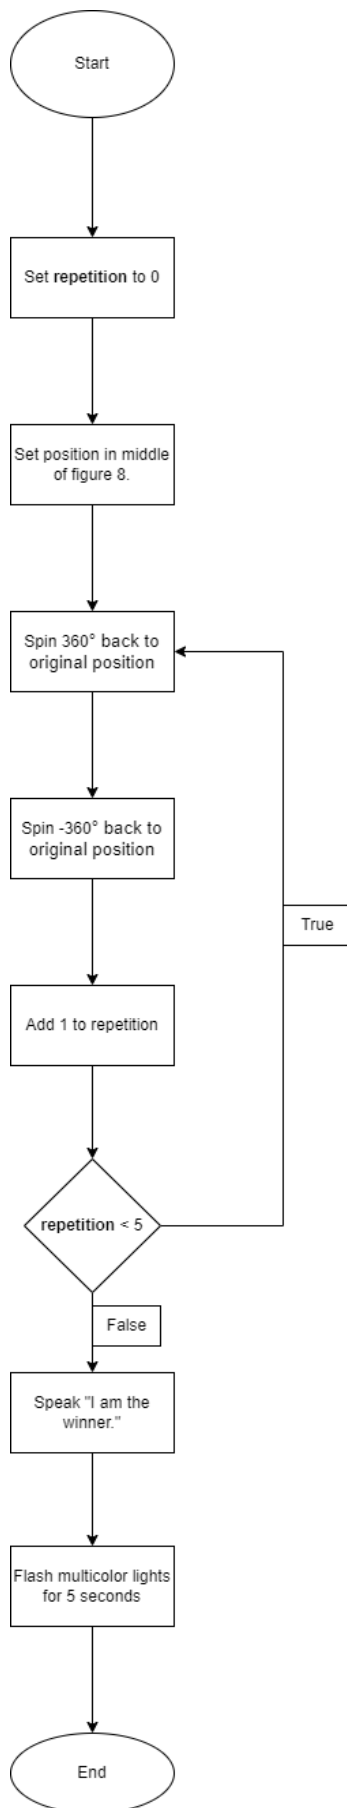 Start
Set repetition to 0
Set position in middle
of figure 8.
Spin 360° back to
original position
Spin -360° back to
original position
True
Add 1 to repetition
repetition < 5
False
Speak "I am the
winner."
Flash multicolor lights
for 5 seconds
End